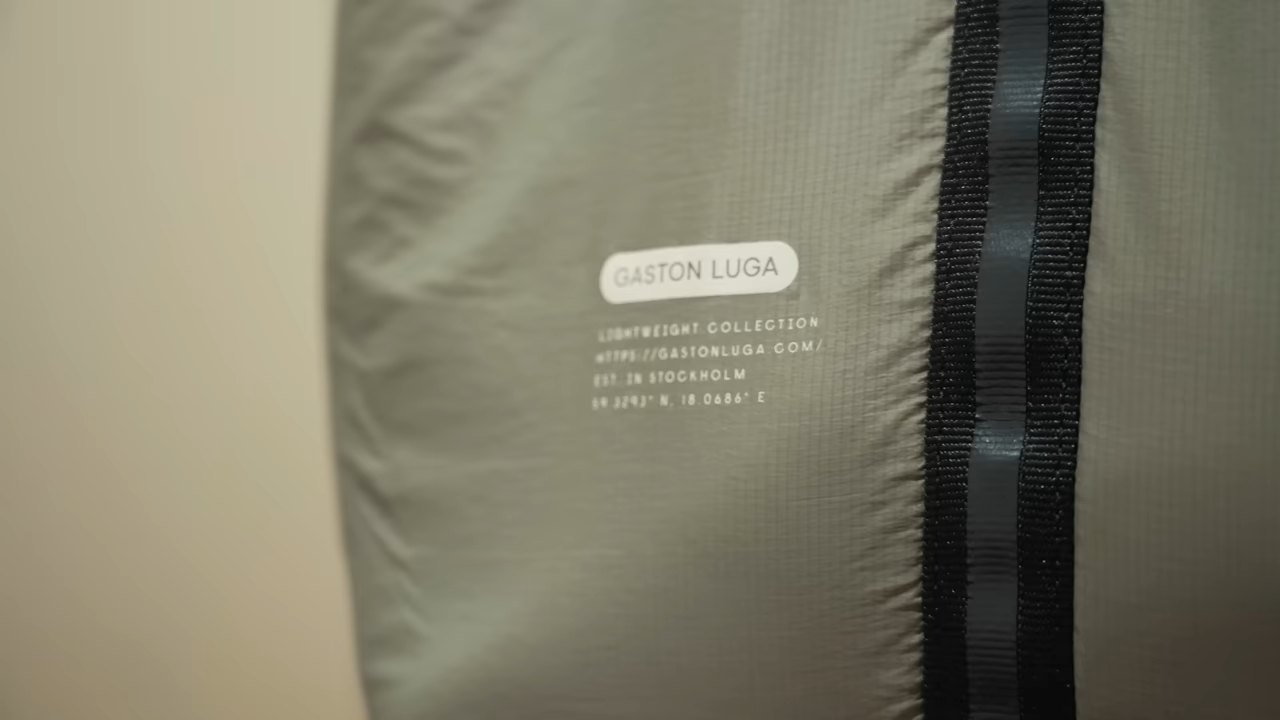 GASTON LUGA
LIGHTWEIGHT COLLECTION
HTTPS://GASTONLUGA.COM/
EST. IN STOCKHOLM
59.3293° N, 18.0686° E